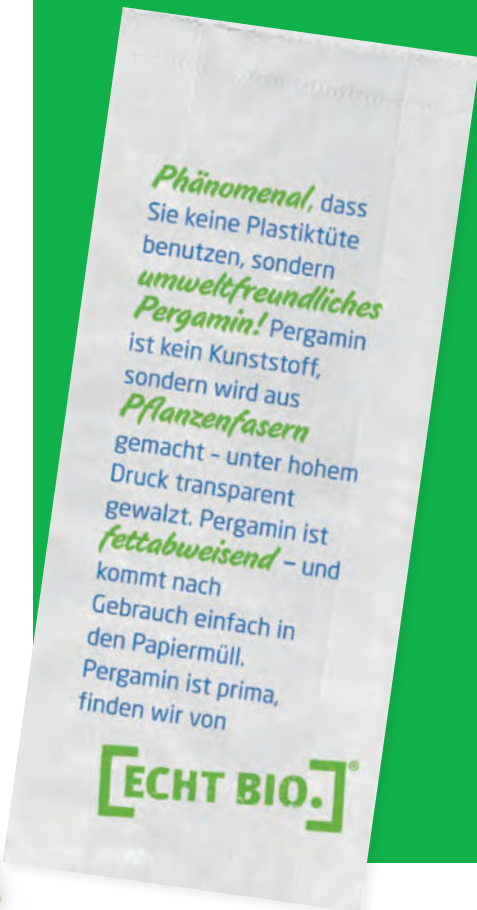 Phänomenal, dass
Sie keine Plastiktüte
benutzen, sondern
umweltfreundliches
Pergamin! Pergamin
ist kein Kunststoff,
sondern wird aus
Pflanzenfasern
gemacht – unter hohem
Druck transparent
gewalzt. Pergamin ist
fettabweisend – und
kommt nach
Gebrauch einfach in
den Papiermüll.
Pergamin ist prima,
finden wir von
[ECHT BIO.]®